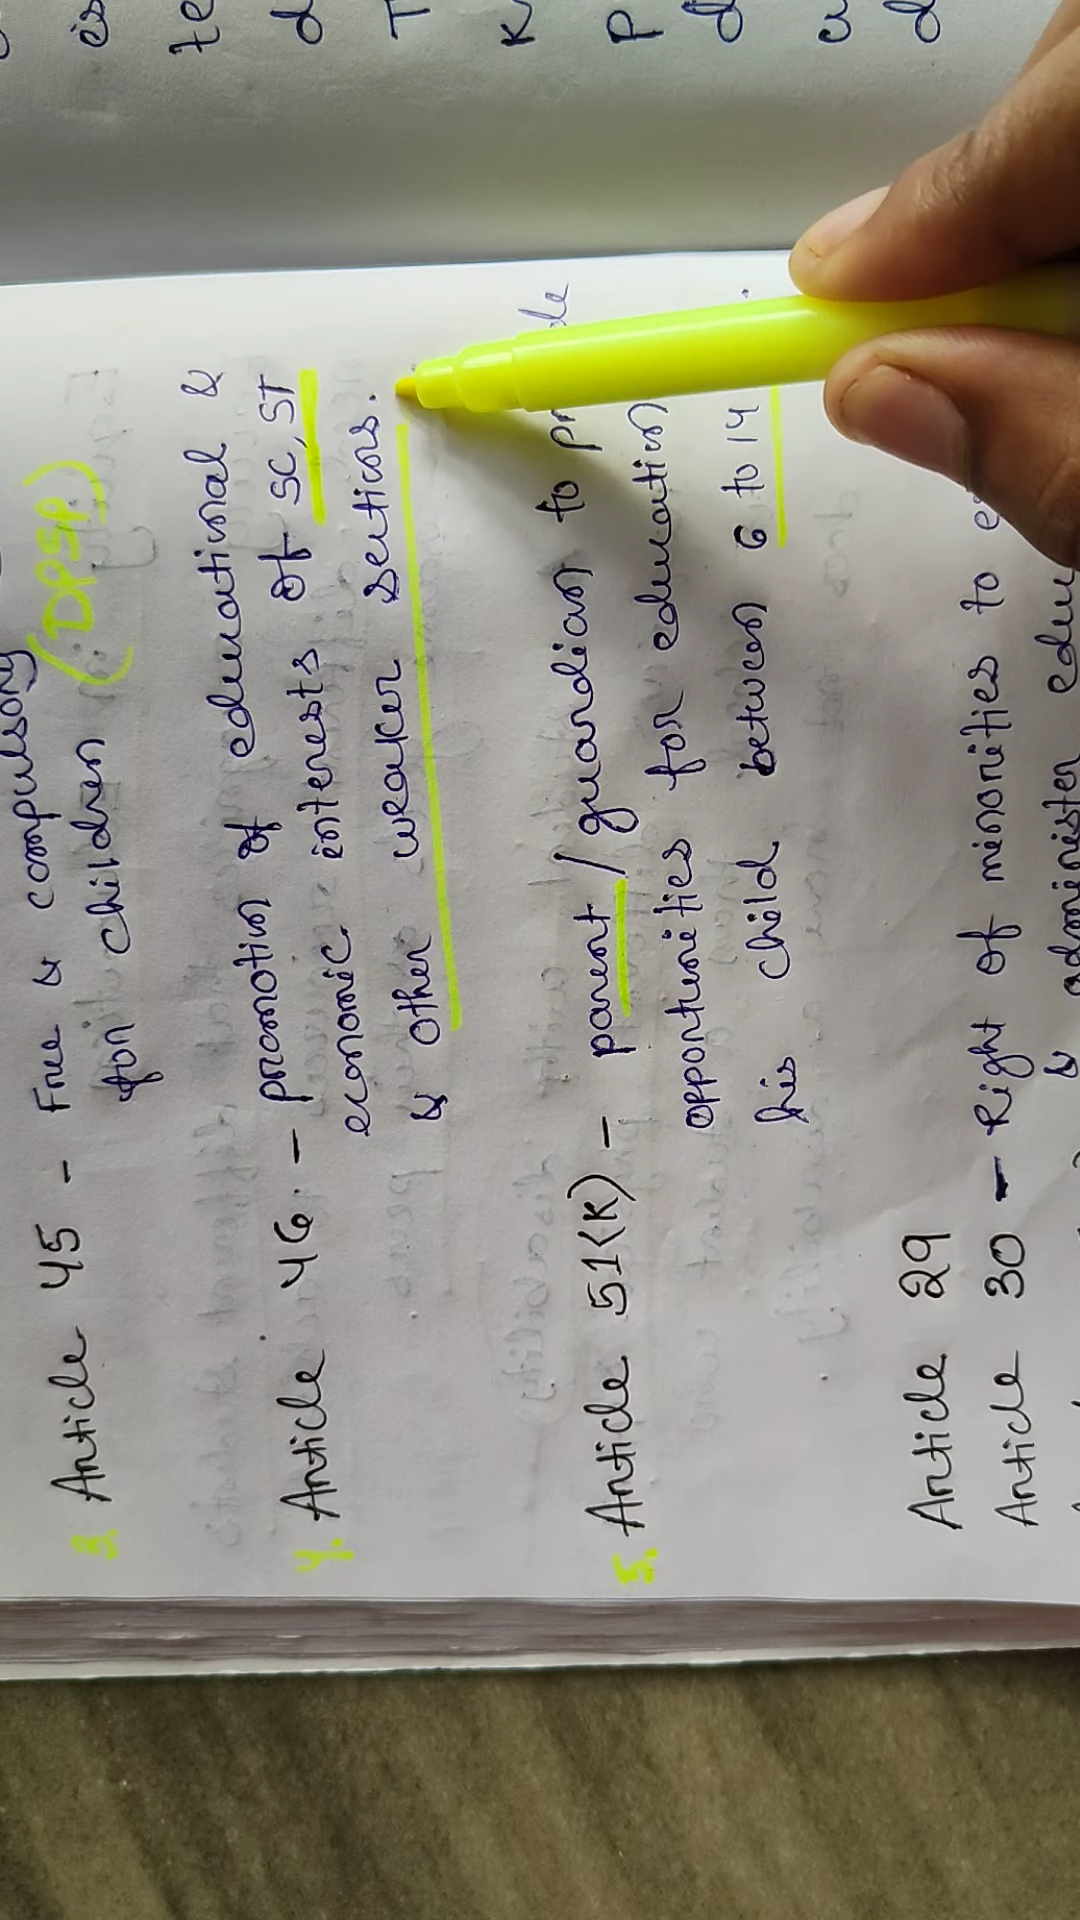 3. Article 45 - Free & compulsory
for children (DPSP)
4. Article 46. - promotion of educational &
economic interests of SC, ST
& other weaker sections.
5. Article 51(K) - parent / guardian to
opportunities for education
his child between 6 to 14.
Article 29
Article 30 - Right of minorities to
& administer